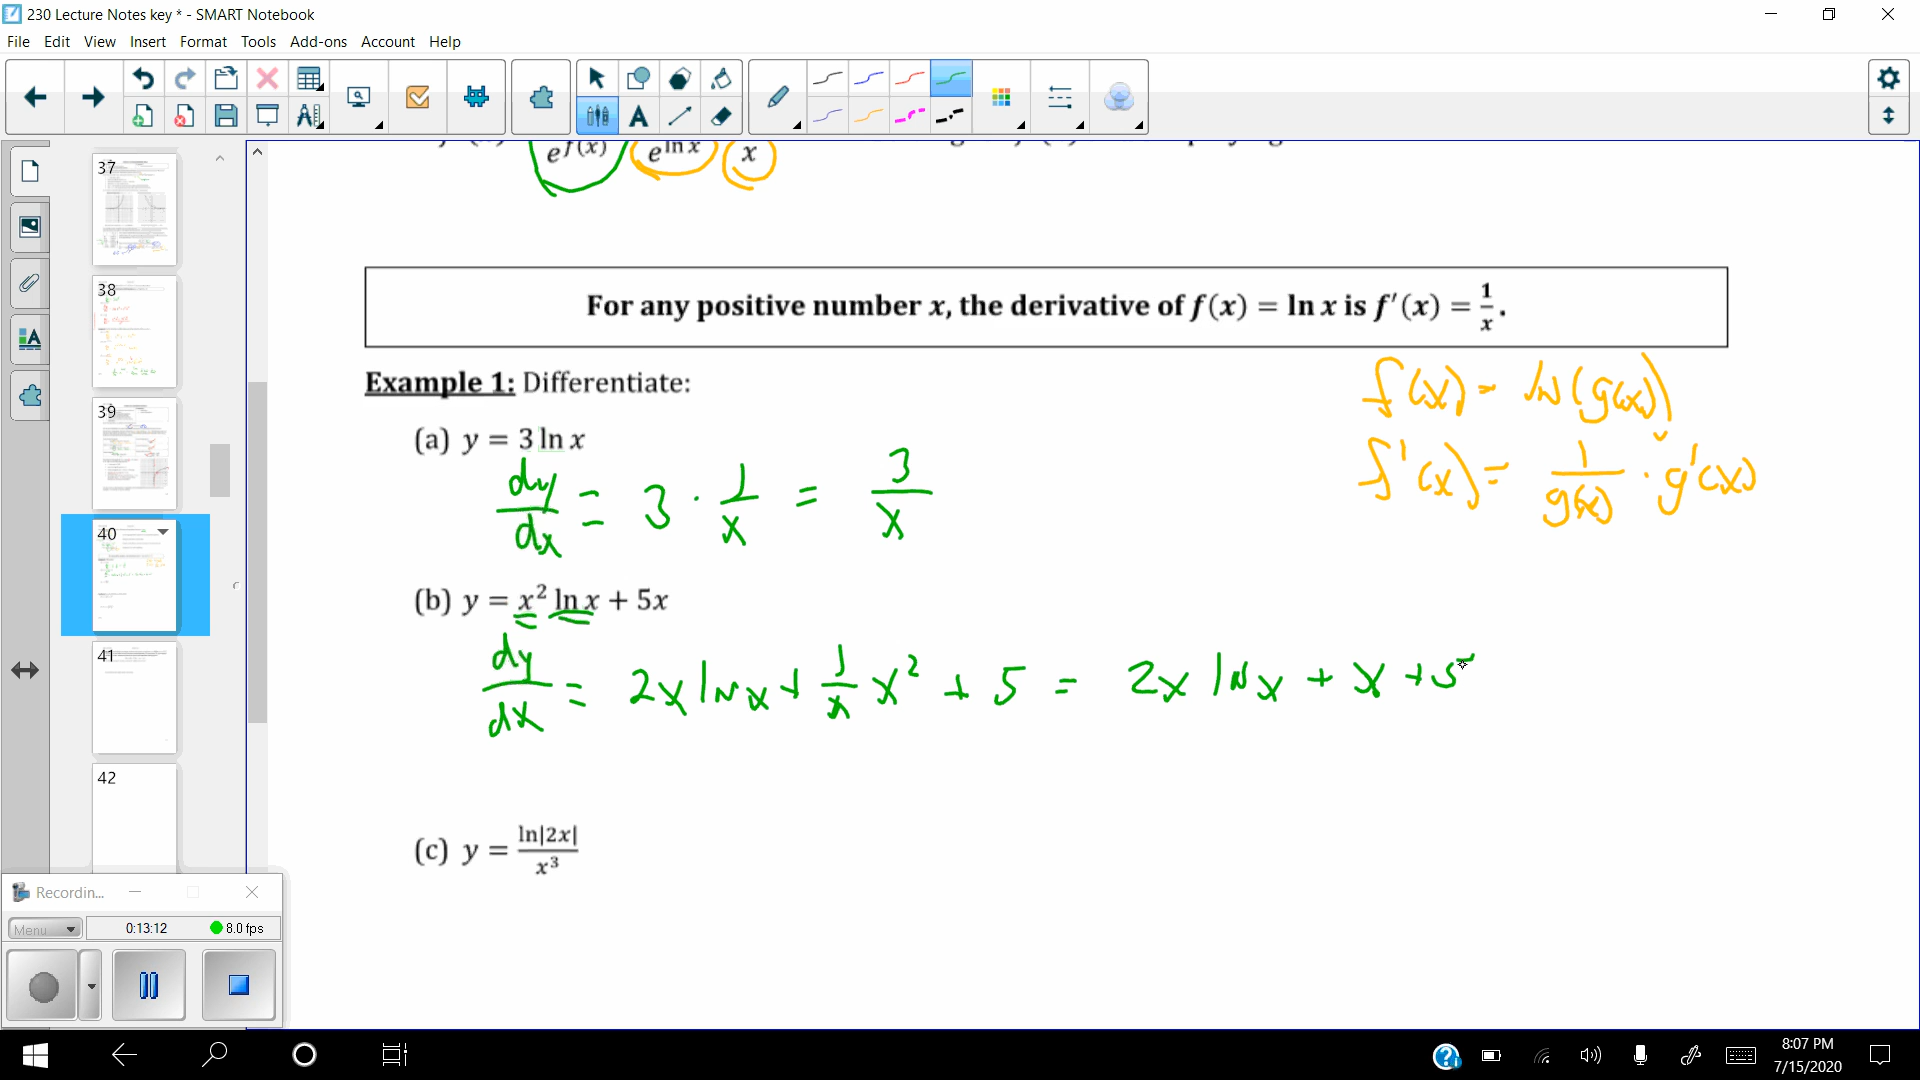 230 Lecture Notes key * - SMART Notebook
File Edit View Insert Format Tools Add-ons Account Help
37
38
39
40
41
42
e^{f(x)} e^{ln x} x
For any positive number x, the derivative of f(x) = ln x is f'(x) = 1/x.
Example 1: Differentiate:
f(x) = ln(g(x))
f'(x) = 1/g(x) · g'(x)
(a) y = 3 ln x
dy/dx = 3 · 1/x = 3/x
(b) y = x² ln x + 5x
dy/dx = 2x ln x + 1/x x² + 5 = 2x ln x + x + 5
(c) y = ln|2x|/x³
Recordin...
Menu 0:13:12 8.0 fps
8:07 PM
7/15/2020